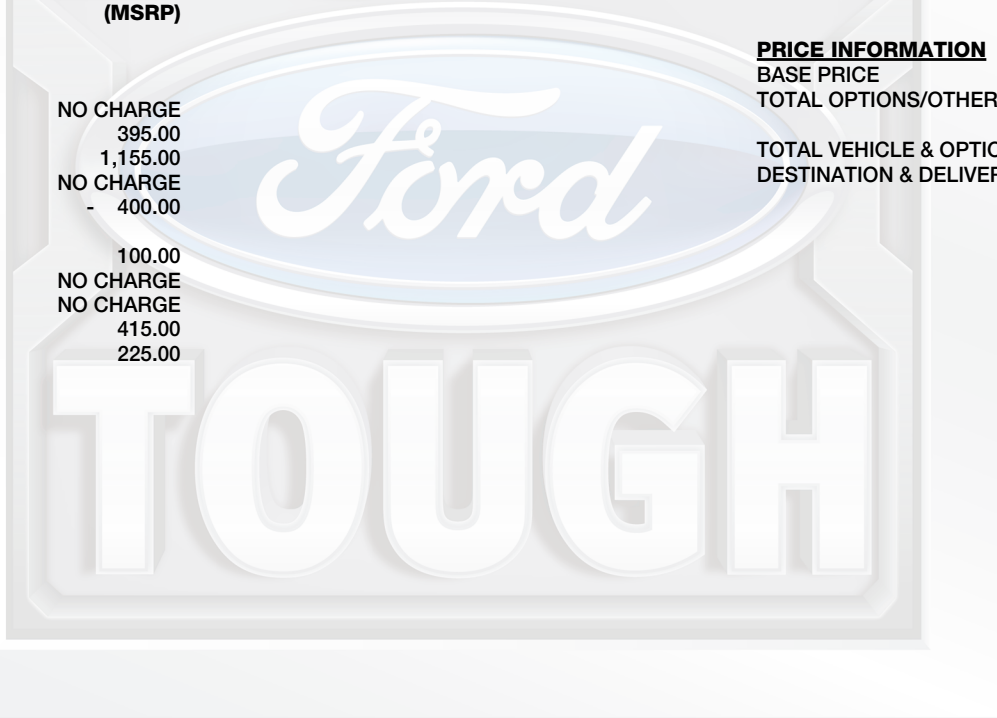 (MSRP)
NO CHARGE
395.00
1,155.00
NO CHARGE
- 400.00
100.00
NO CHARGE
NO CHARGE
415.00
225.00
PRICE INFORMATION
BASE PRICE
TOTAL OPTIONS/OTHER
TOTAL VEHICLE & OPTIO
DESTINATION & DELIVER
Ford
TOUGH